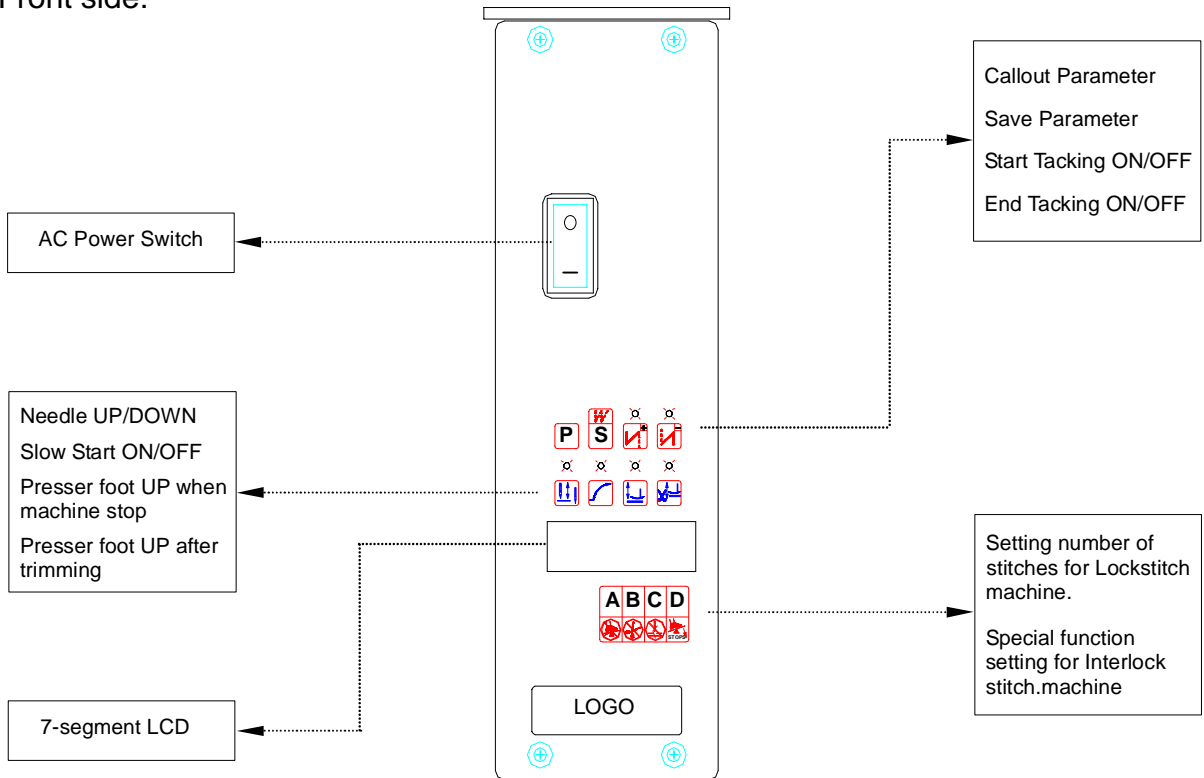 Front side.
Callout Parameter
Save Parameter
Start Tacking ON/OFF
End Tacking ON/OFF
AC Power Switch
Needle UP/DOWN
Slow Start ON/OFF
Presser foot UP when
machine stop
Presser foot UP after
trimming
W
P S + -
A B C D
STOPS
Setting number of
stitches for Lockstitch
machine.
Special function
setting for Interlock
stitch.machine
LOGO
7-segment LCD